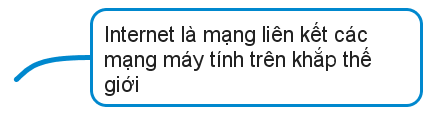 Internet là mạng liên kết các
mạng máy tính trên khắp thế
giới